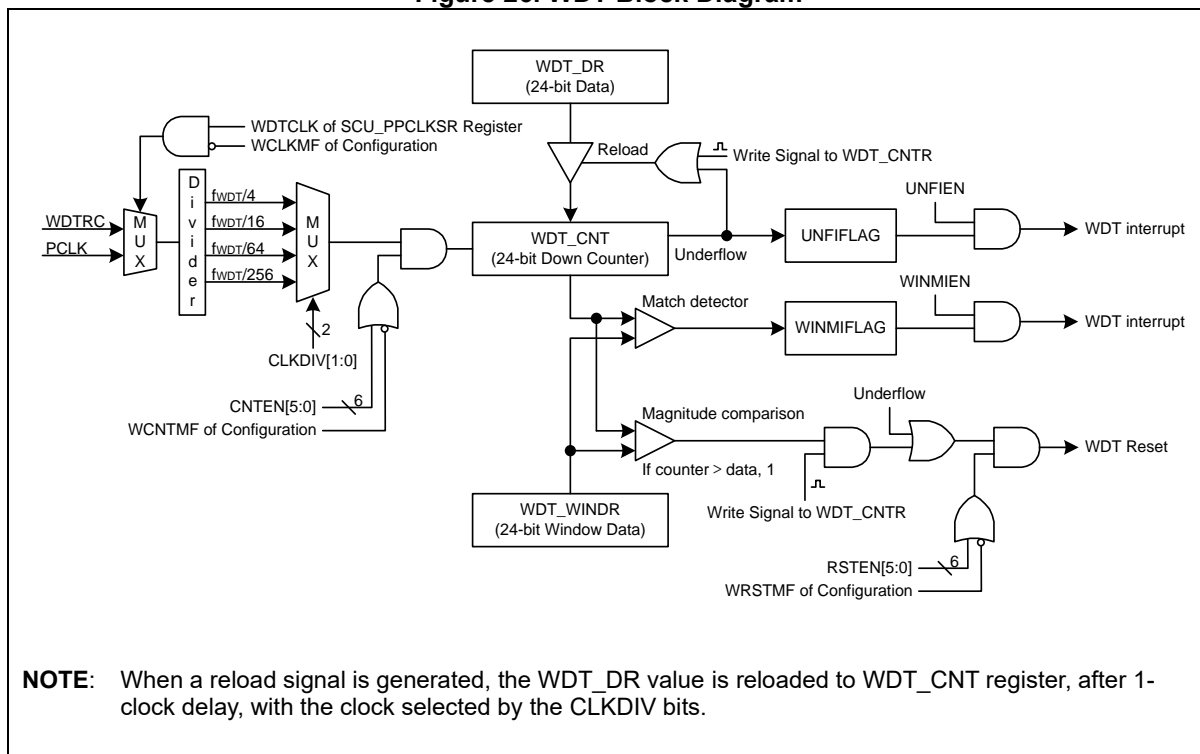 WDT_DR
(24-bit Data)
WDTCLK of SCU_PPCLKSR Register
WCLKMF of Configuration
Reload
Write Signal to WDT_CNTR
Divider
fWDT/4
fWDT/16
fWDT/64
fWDT/256
MUX
WDTRC
PCLK
MUX
2
CLKDIV[1:0]
WDT_CNT
(24-bit Down Counter)
Underflow
UNFIEN
UNFIFLAG
WDT interrupt
Match detector
WINMIEN
WINMIFLAG
WDT interrupt
CNTEN[5:0]
6
WCNTMF of Configuration
Magnitude comparison
If counter > data, 1
Underflow
WDT Reset
Write Signal to WDT_CNTR
WDT_WINDR
(24-bit Window Data)
RSTEN[5:0]
6
WRSTMF of Configuration
NOTE: When a reload signal is generated, the WDT_DR value is reloaded to WDT_CNT register, after 1-
clock delay, with the clock selected by the CLKDIV bits.